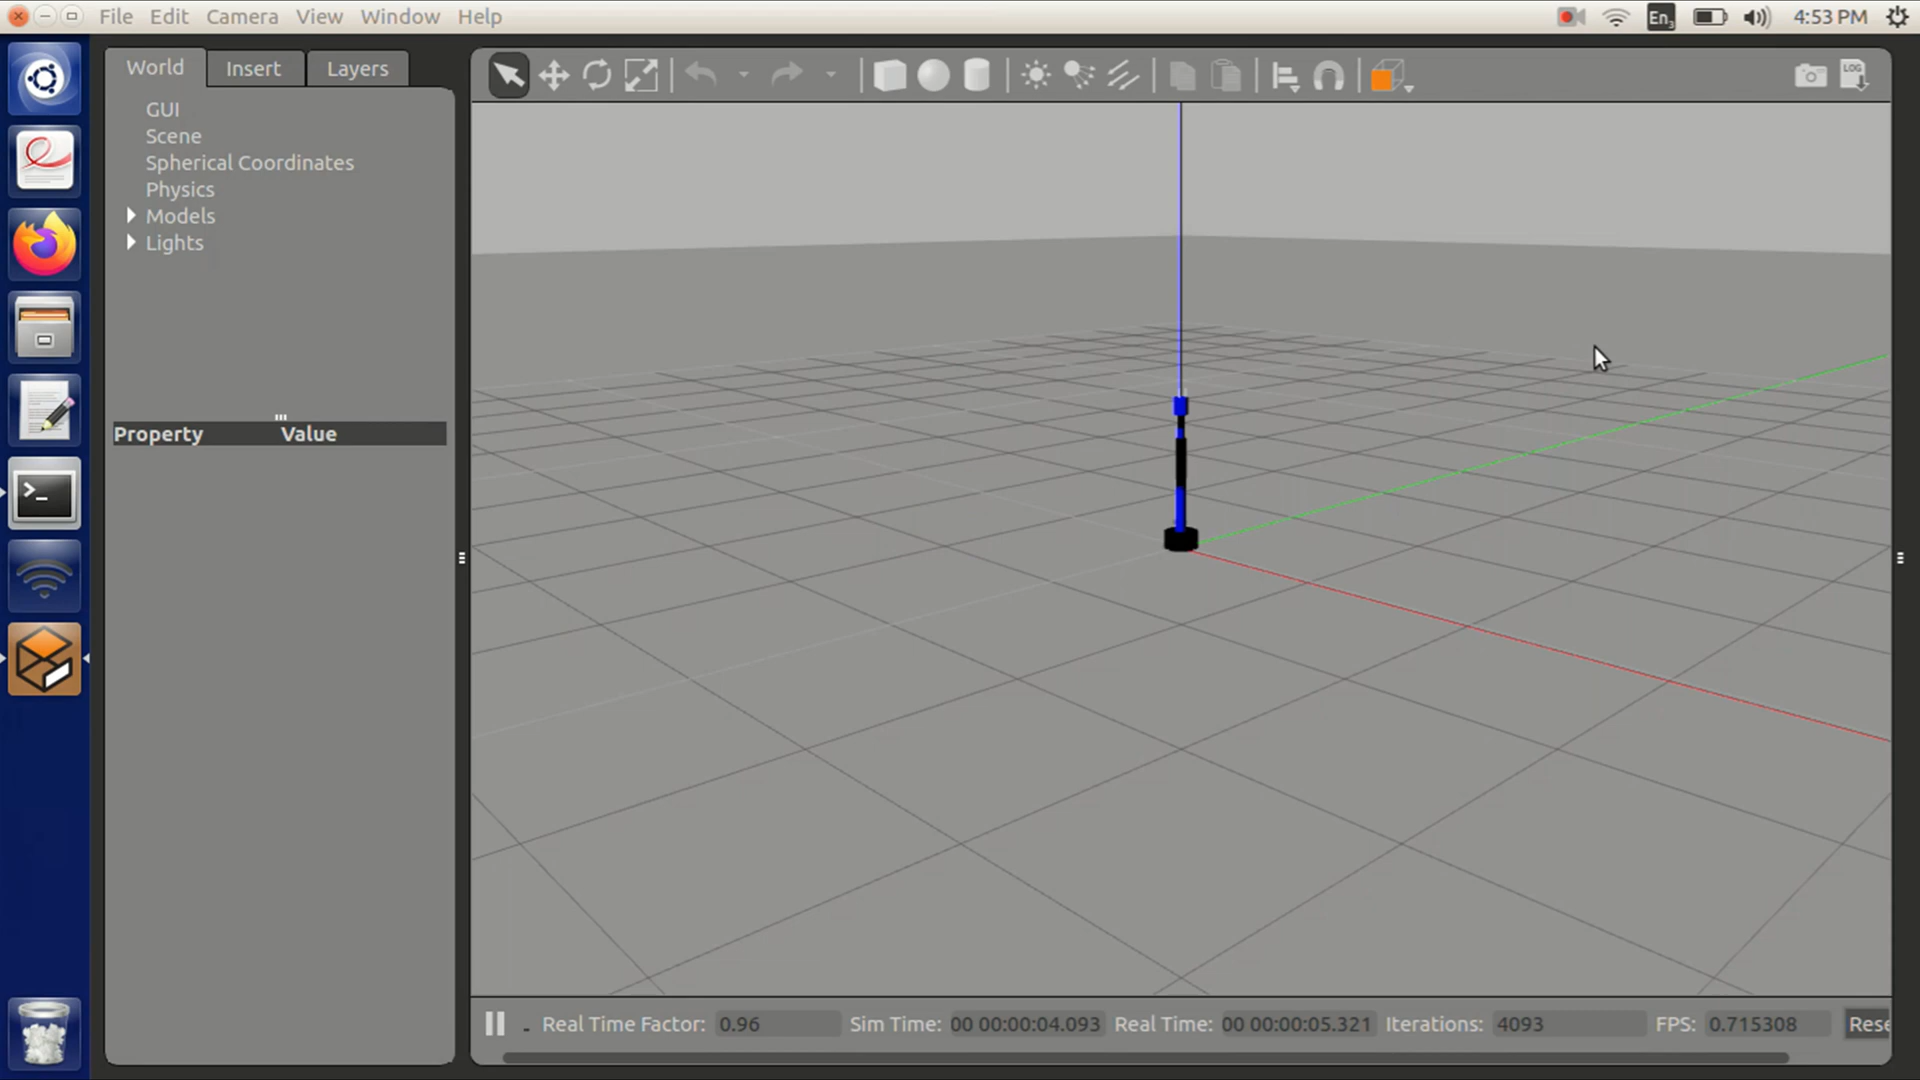 File Edit Camera View Window Help
En3 4:53 PM
World Insert Layers
LOG
GUI
Scene
Spherical Coordinates
Physics
Models
Lights
Property Value
>_
Real Time Factor: 0.96 Sim Time: 00 00:00:04.093 Real Time: 00 00:00:05.321 Iterations: 4093 FPS: 0.715308 Rese